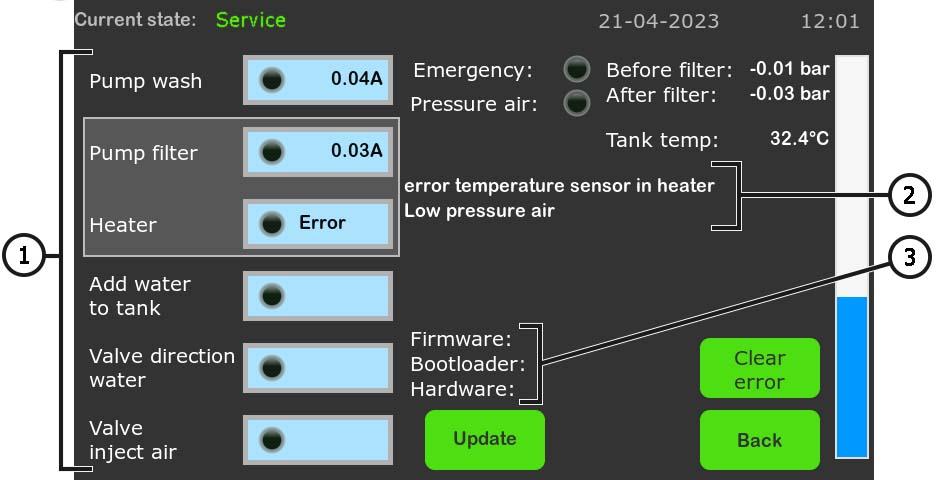 Current state: Service 21-04-2023 12:01
Pump wash 0.04A
Emergency: Before filter: -0.01 bar
Pressure air: After filter: -0.03 bar
Tank temp: 32.4°C
Pump filter 0.03A
error temperature sensor in heater
Low pressure air
Heater Error
Add water
to tank
Valve direction
water
Valve
inject air
Firmware:
Bootloader:
Hardware:
Update
Clear
error
Back
1
2
3